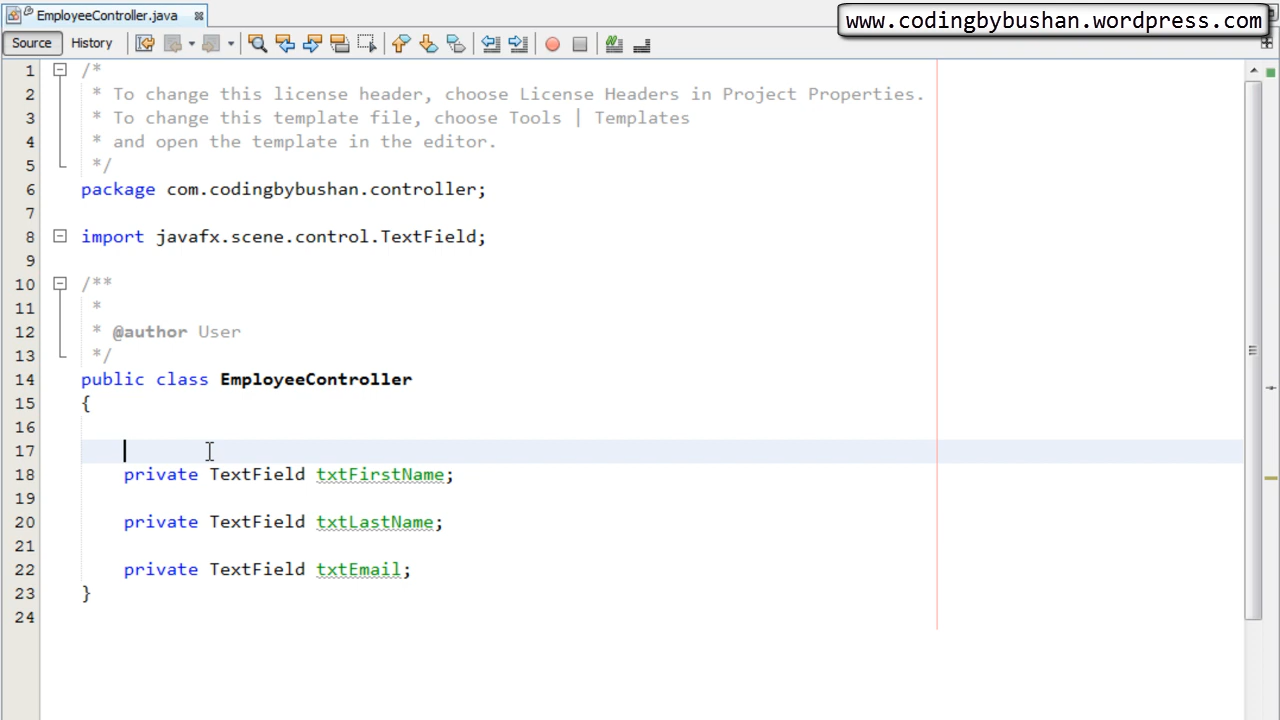 EmployeeController.java
www.codingbybushan.wordpress.com
Source History
1 /*
2 * To change this license header, choose License Headers in Project Properties.
3 * To change this template file, choose Tools | Templates
4 * and open the template in the editor.
5 */
6 package com.codingbybushan.controller;
7
8 import javafx.scene.control.TextField;
9
10 /**
11 *
12 * @author User
13 */
14 public class EmployeeController
15 {
16
17
18 private TextField txtFirstName;
19
20 private TextField txtLastName;
21
22 private TextField txtEmail;
23 }
24